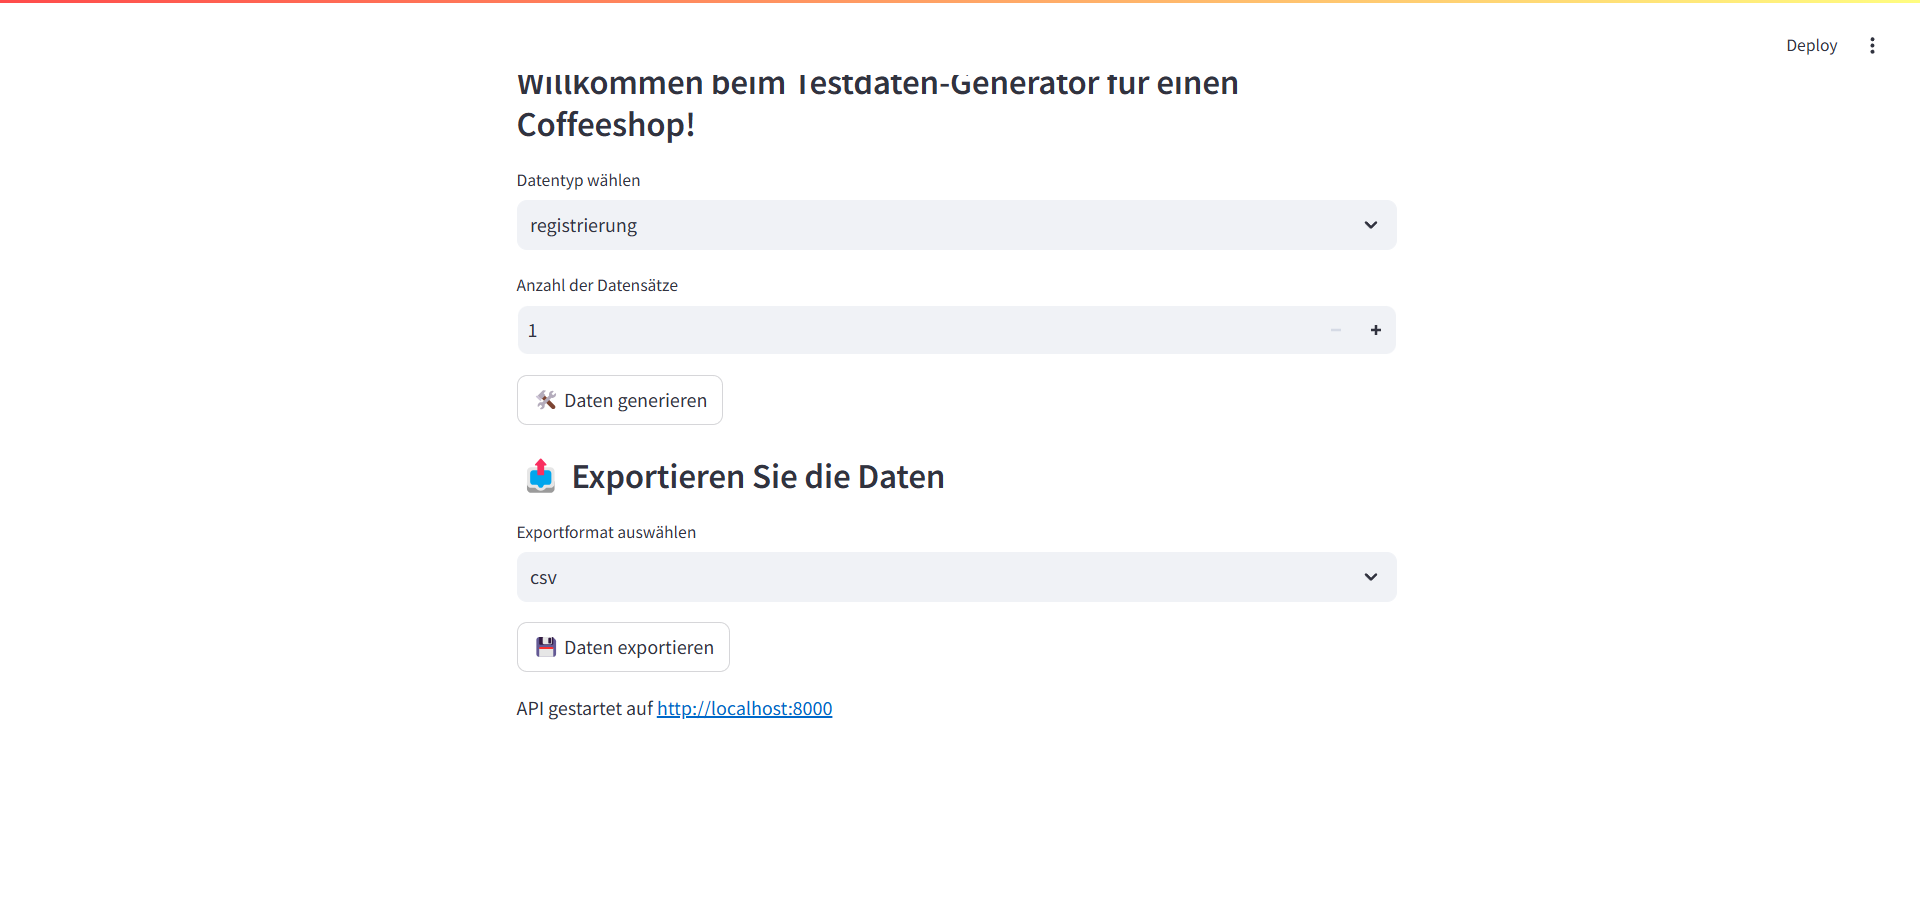 Deploy
Willkommen beim Testdaten-Generator für einen
Coffeeshop!
Datentyp wählen
registrierung
Anzahl der Datensätze
1
Daten generieren
Exportieren Sie die Daten
Exportformat auswählen
csv
Daten exportieren
API gestartet auf http://localhost:8000